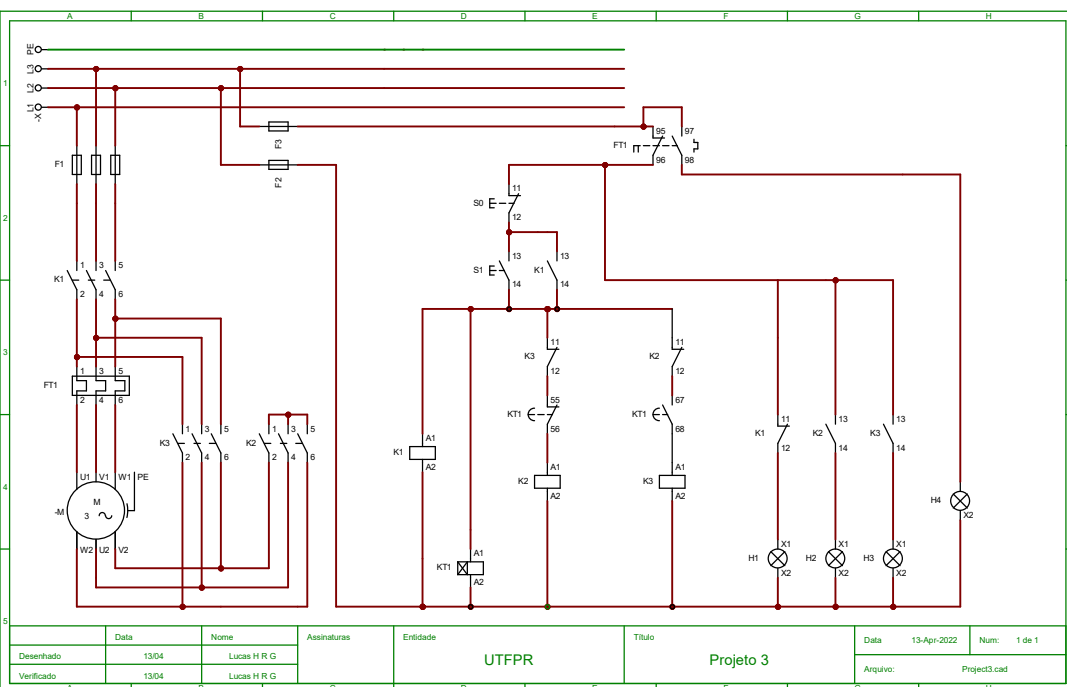 A B C D E F G H
PE
L3
1
L2
L1
-X
F3
95 97
FT1
96 98
F1
F2
11
S0
12
2
13 13
S1 K1
14 14
1 3 5
K1
2 4 6
11 11
K3 K2
12 12
3
1 3 5
FT1
2 4 6
55 67
KT1 KT1
56 68
1 3 5 1 3 5
K3 K2
2 4 6 2 4 6
11 13 13
K1 K2 K3
12 14 14
A1
K1
A2
A1 A1
K2 K3
A2 A2
U1 V1 W1 PE
M
-M 3
W2 U2 V2
4
H4
X2
A1
KT1
A2
X1 X1 X1
H1 H2 H3
X2 X2 X2
5
Data Nome Assinaturas Entidade Título Data 13-Apr-2022 Num: 1 de 1
Desenhado 13/04 Lucas H R G UTFPR Projeto 3
Verificado 13/04 Lucas H R G Arquivo: Project3.cad